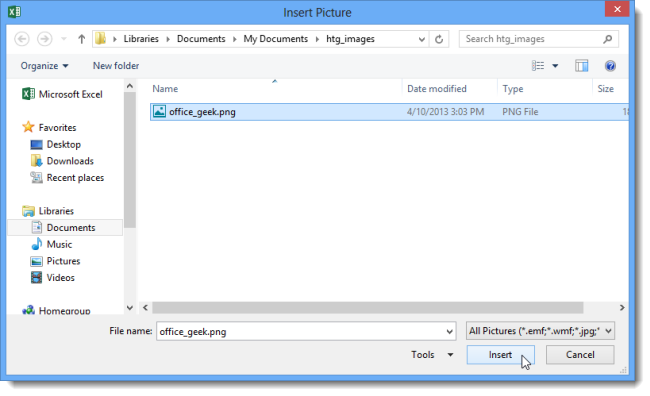 Insert Picture
Libraries Documents My Documents htg_images
Search htg_images
Organize New folder
Name Date modified Type Size
Microsoft Excel
office_geek.png 4/10/2013 3:03 PM PNG File
Favorites
Desktop
Downloads
Recent places
Libraries
Documents
Music
Pictures
Videos
Homegroup
File name: office_geek.png All Pictures (*.emf;*.wmf;*.jpg;*
Tools Insert Cancel